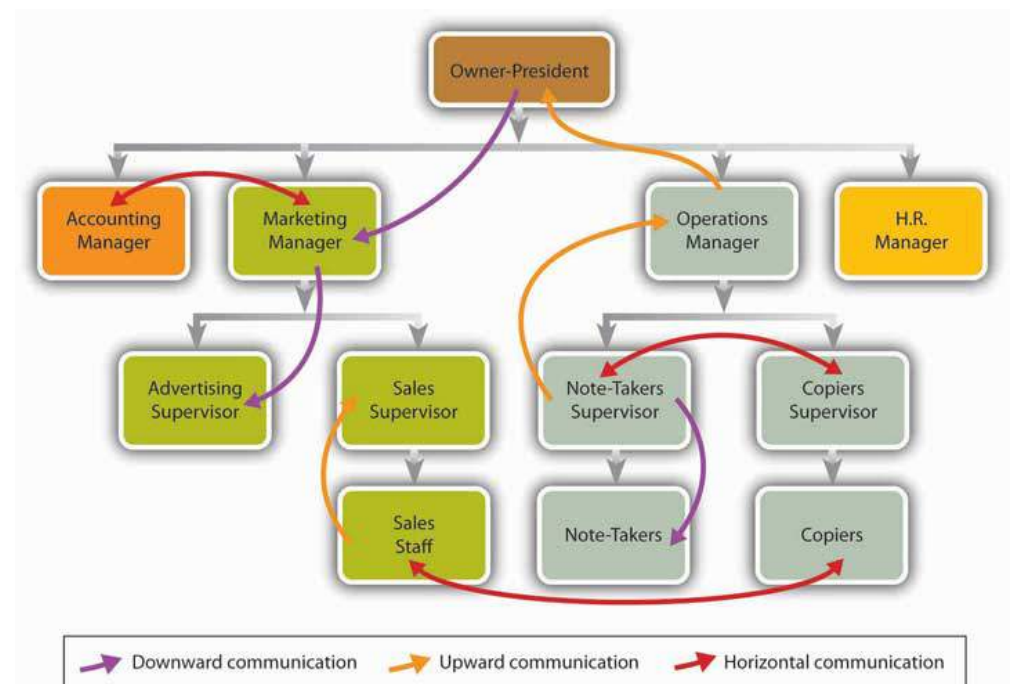 Owner-President
Accounting
Manager
Marketing
Manager
Operations
Manager
H.R.
Manager
Advertising
Supervisor
Sales
Supervisor
Note-Takers
Supervisor
Copiers
Supervisor
Sales
Staff
Note-Takers
Copiers
Downward communication
Upward communication
Horizontal communication